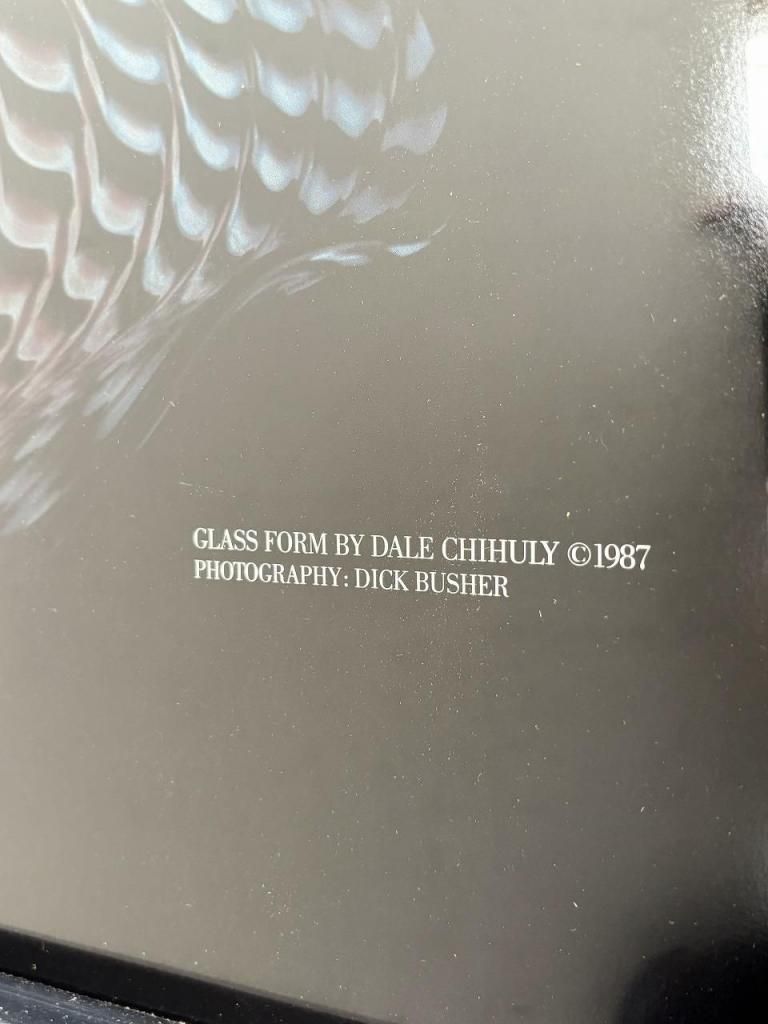 GLASS FORM BY DALE CHIHULY ©1987
PHOTOGRAPHY: DICK BUSHER